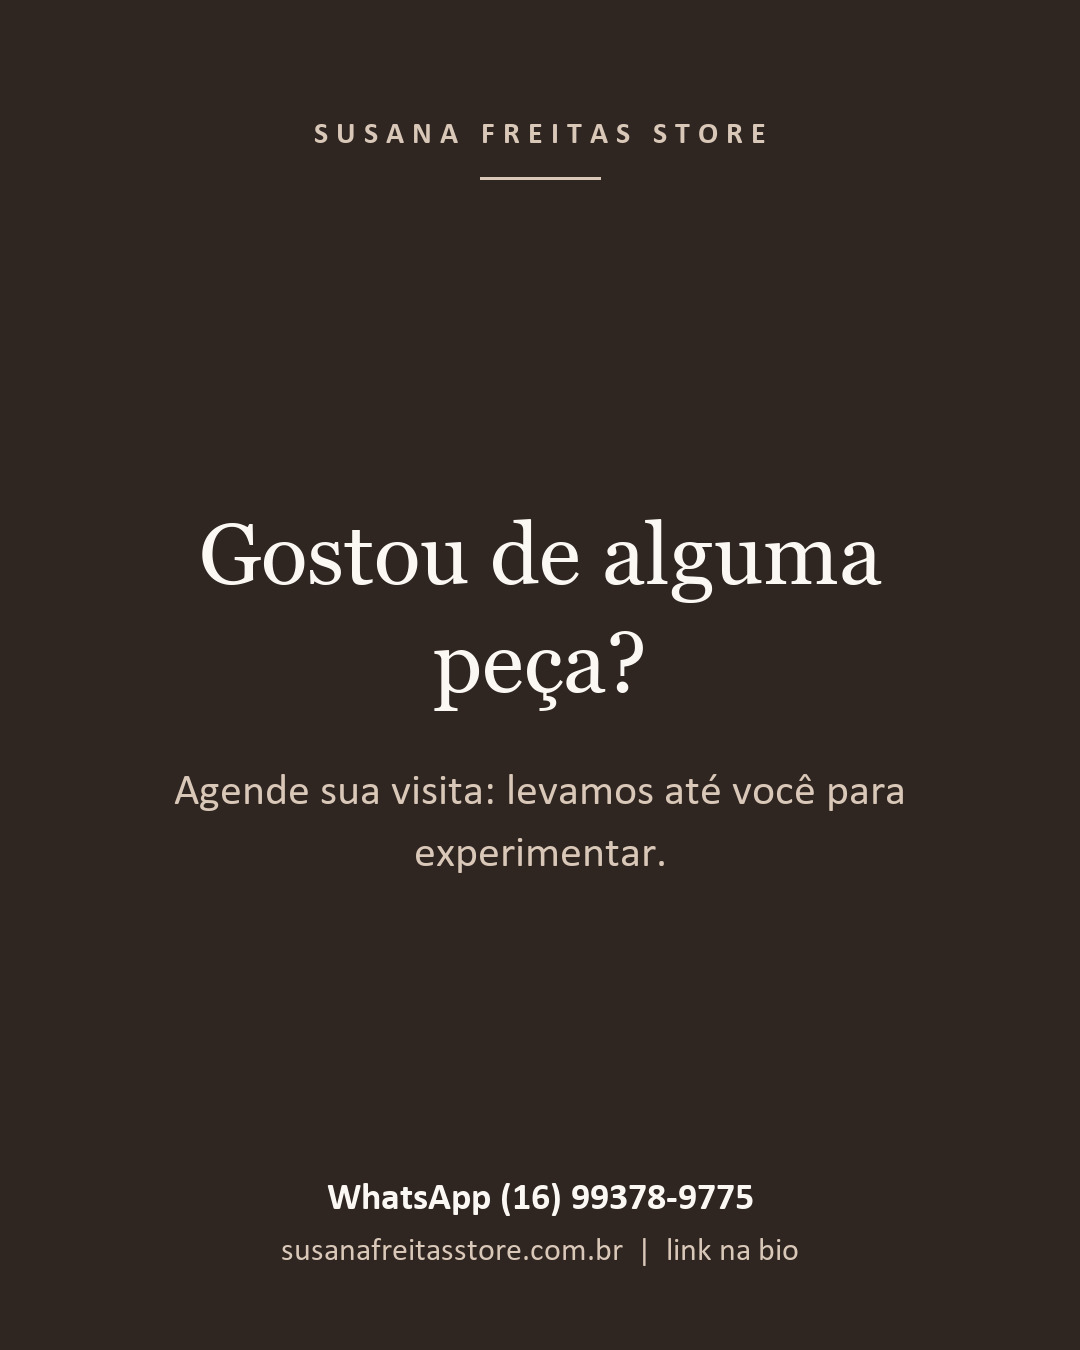 SUSANA FREITAS STORE
Gostou de alguma
peça?
Agende sua visita: levamos até você para
experimentar.
WhatsApp (16) 99378-9775
susanafreitasstore.com.br | link na bio